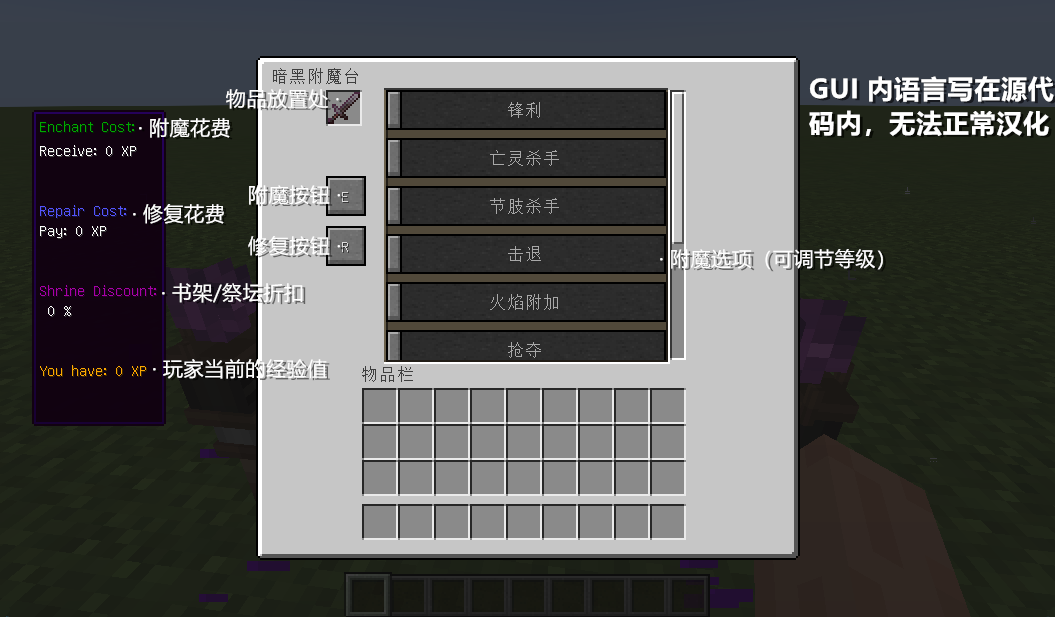 暗黑附魔台
物品放置处
GUI 内语言写在源代
码内，无法正常汉化
Enchant Cost:
附魔花费
Receive: 0 XP
Repair Cost:
修复花费
Pay: 0 XP
Shrine Discount:
书架/祭坛折扣
0 %
You have: 0 XP
玩家当前的经验值
附魔按钮
E
修复按钮
R
锋利
亡灵杀手
节肢杀手
击退
火焰附加
抢夺
附魔选项（可调节等级）
物品栏